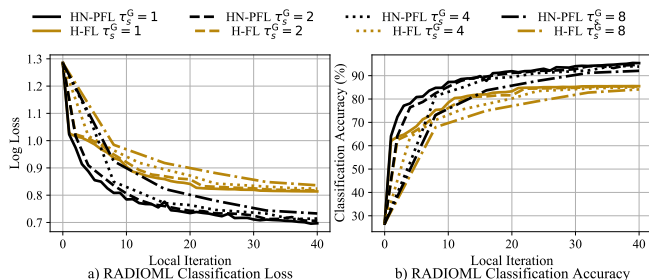 HN-PFL τ_s^G = 1 HN-PFL τ_s^G = 2 HN-PFL τ_s^G = 4 HN-PFL τ_s^G = 8
H-FL τ_s^G = 1 H-FL τ_s^G = 2 H-FL τ_s^G = 4 H-FL τ_s^G = 8
Log Loss
1.3
1.2
1.1
1.0
0.9
0.8
0.7
0 10 20 30 40
Local Iteration
a) RADIOML Classification Loss
Classification Accuracy (%)
90
80
70
60
50
40
30
0 10 20 30 40
Local Iteration
b) RADIOML Classification Accuracy